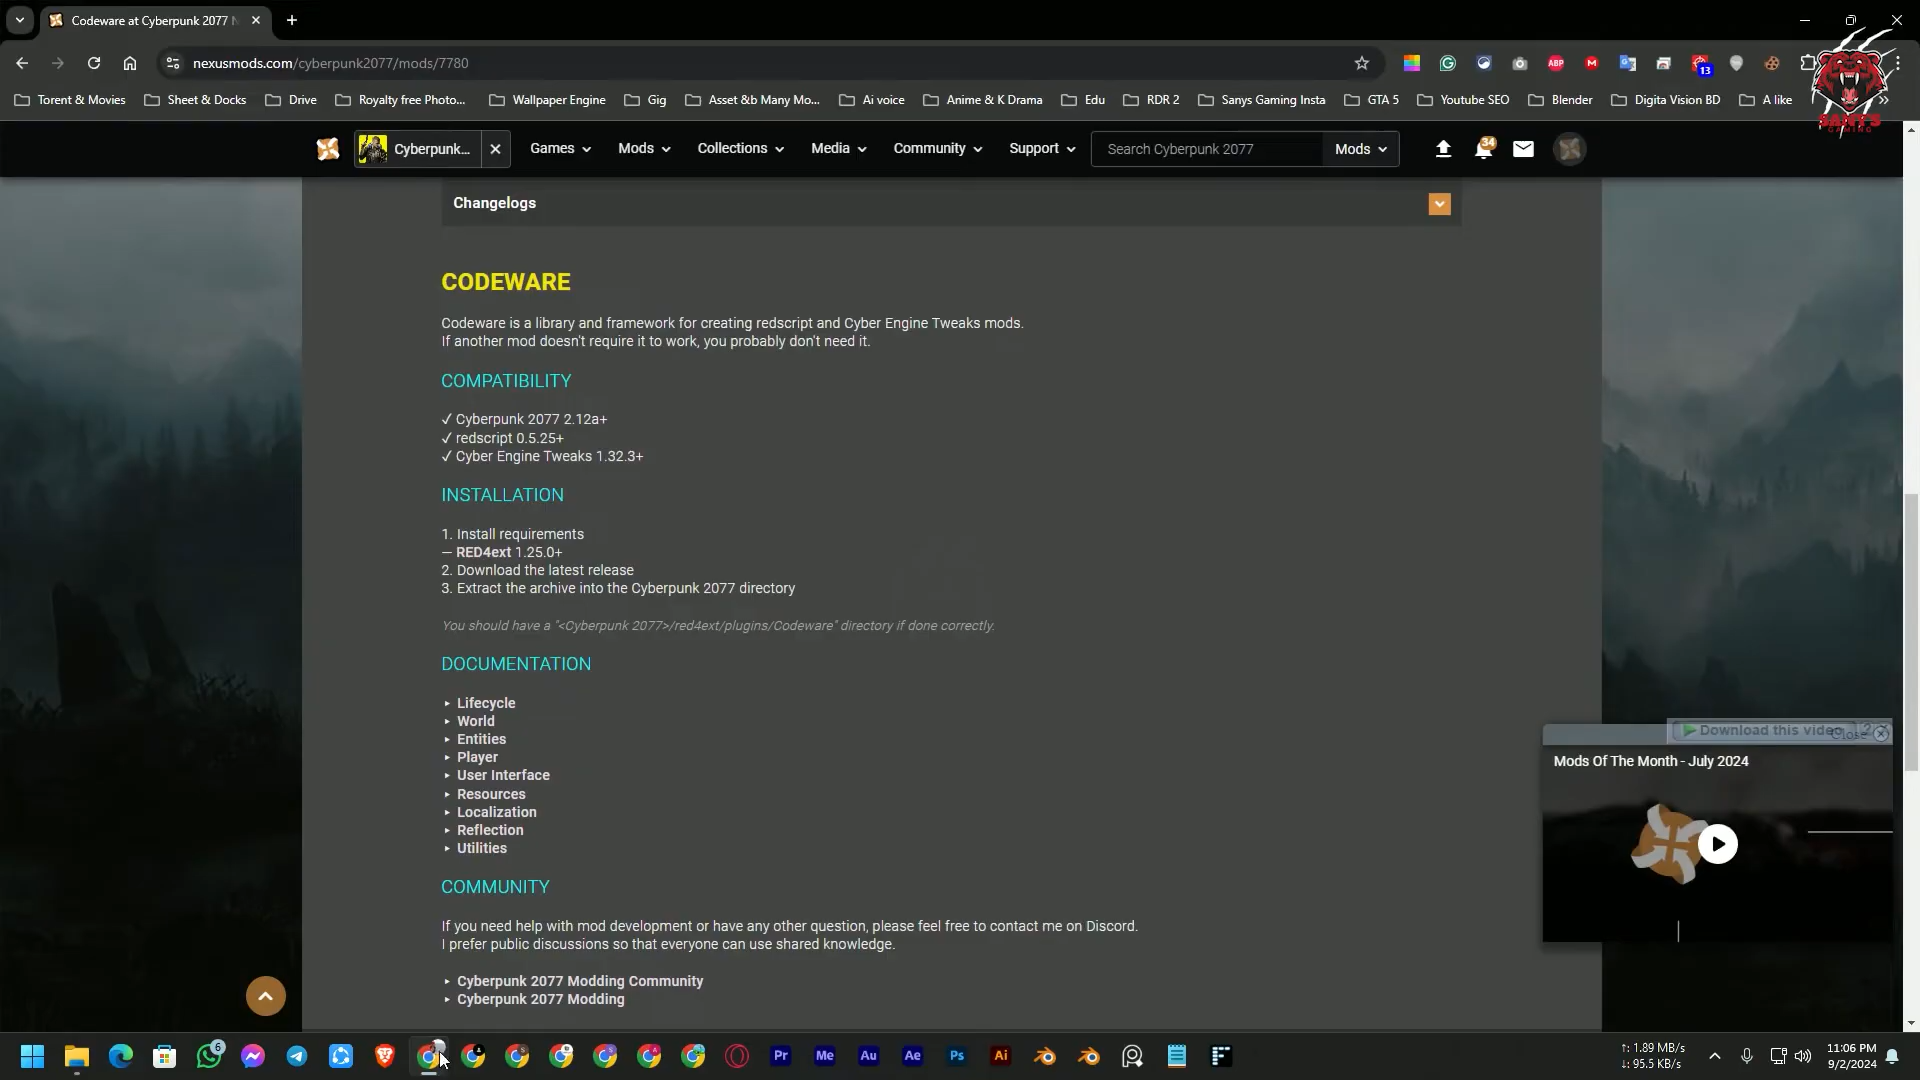 Codeware at Cyberpunk 2077
nexusmods.com/cyberpunk2077/mods/7780
ABP
M
13
Torent & Movies
Sheet & Docks
Drive
Royalty free Photo...
Wallpaper Engine
Gig
Asset &b Many Mo...
Ai voice
Anime & K Drama
Edu
RDR 2
Sanys Gaming Insta
GTA 5
Youtube SEO
Blender
Digita Vision BD
A like
Cyberpunk...
Games
Mods
Collections
Media
Community
Support
Search Cyberpunk 2077
Mods
34
Changelogs
CODEWARE
Codeware is a library and framework for creating redscript and Cyber Engine Tweaks mods.
If another mod doesn't require it to work, you probably don't need it.
COMPATIBILITY
✓ Cyberpunk 2077 2.12a+
✓ redscript 0.5.25+
✓ Cyber Engine Tweaks 1.32.3+
INSTALLATION
1. Install requirements
— RED4ext 1.25.0+
2. Download the latest release
3. Extract the archive into the Cyberpunk 2077 directory
You should have a "<Cyberpunk 2077>/red4ext/plugins/Codeware" directory if done correctly.
DOCUMENTATION
‣ Lifecycle
‣ World
‣ Entities
‣ Player
‣ User Interface
‣ Resources
‣ Localization
‣ Reflection
‣ Utilities
Download this video
Close
Mods Of The Month - July 2024
COMMUNITY
If you need help with mod development or have any other question, please feel free to contact me on Discord.
I prefer public discussions so that everyone can use shared knowledge.
‣ Cyberpunk 2077 Modding Community
‣ Cyberpunk 2077 Modding
6
Pr
Me
Au
Ae
Ps
Ai
↑: 1.89 MB/s
↓: 95.5 KB/s
11:06 PM
9/2/2024